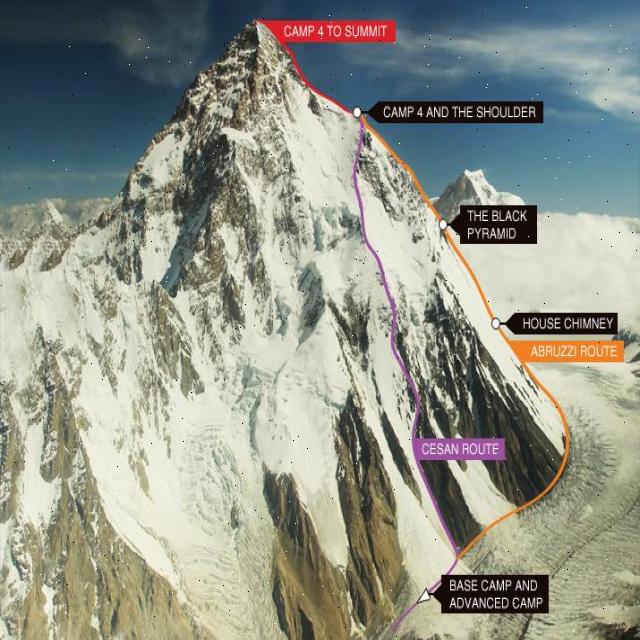 CAMP 4 TO SUMMIT
CAMP 4 AND THE SHOULDER
THE BLACK
PYRAMID
HOUSE CHIMNEY
ABRUZZI ROUTE
CESAN ROUTE
BASE CAMP AND
ADVANCED CAMP